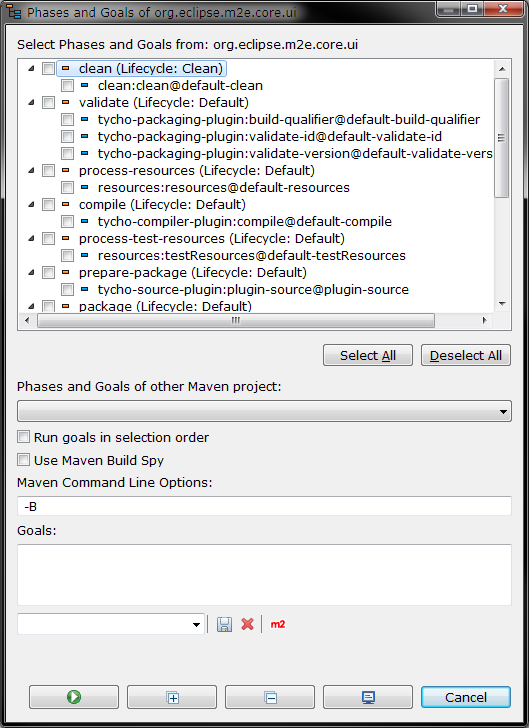 Phases and Goals of org.eclipse.m2e.core.ui
Select Phases and Goals from: org.eclipse.m2e.core.ui
clean (Lifecycle: Clean)
clean:clean@default-clean
validate (Lifecycle: Default)
tycho-packaging-plugin:build-qualifier@default-build-qualifier
tycho-packaging-plugin:validate-id@default-validate-id
tycho-packaging-plugin:validate-version@default-validate-vers
process-resources (Lifecycle: Default)
resources:resources@default-resources
compile (Lifecycle: Default)
tycho-compiler-plugin:compile@default-compile
process-test-resources (Lifecycle: Default)
resources:testResources@default-testResources
prepare-package (Lifecycle: Default)
tycho-source-plugin:plugin-source@plugin-source
package (Lifecycle: Default)
Select All Deselect All
Phases and Goals of other Maven project:
Run goals in selection order
Use Maven Build Spy
Maven Command Line Options:
-B
Goals:
m2
Cancel